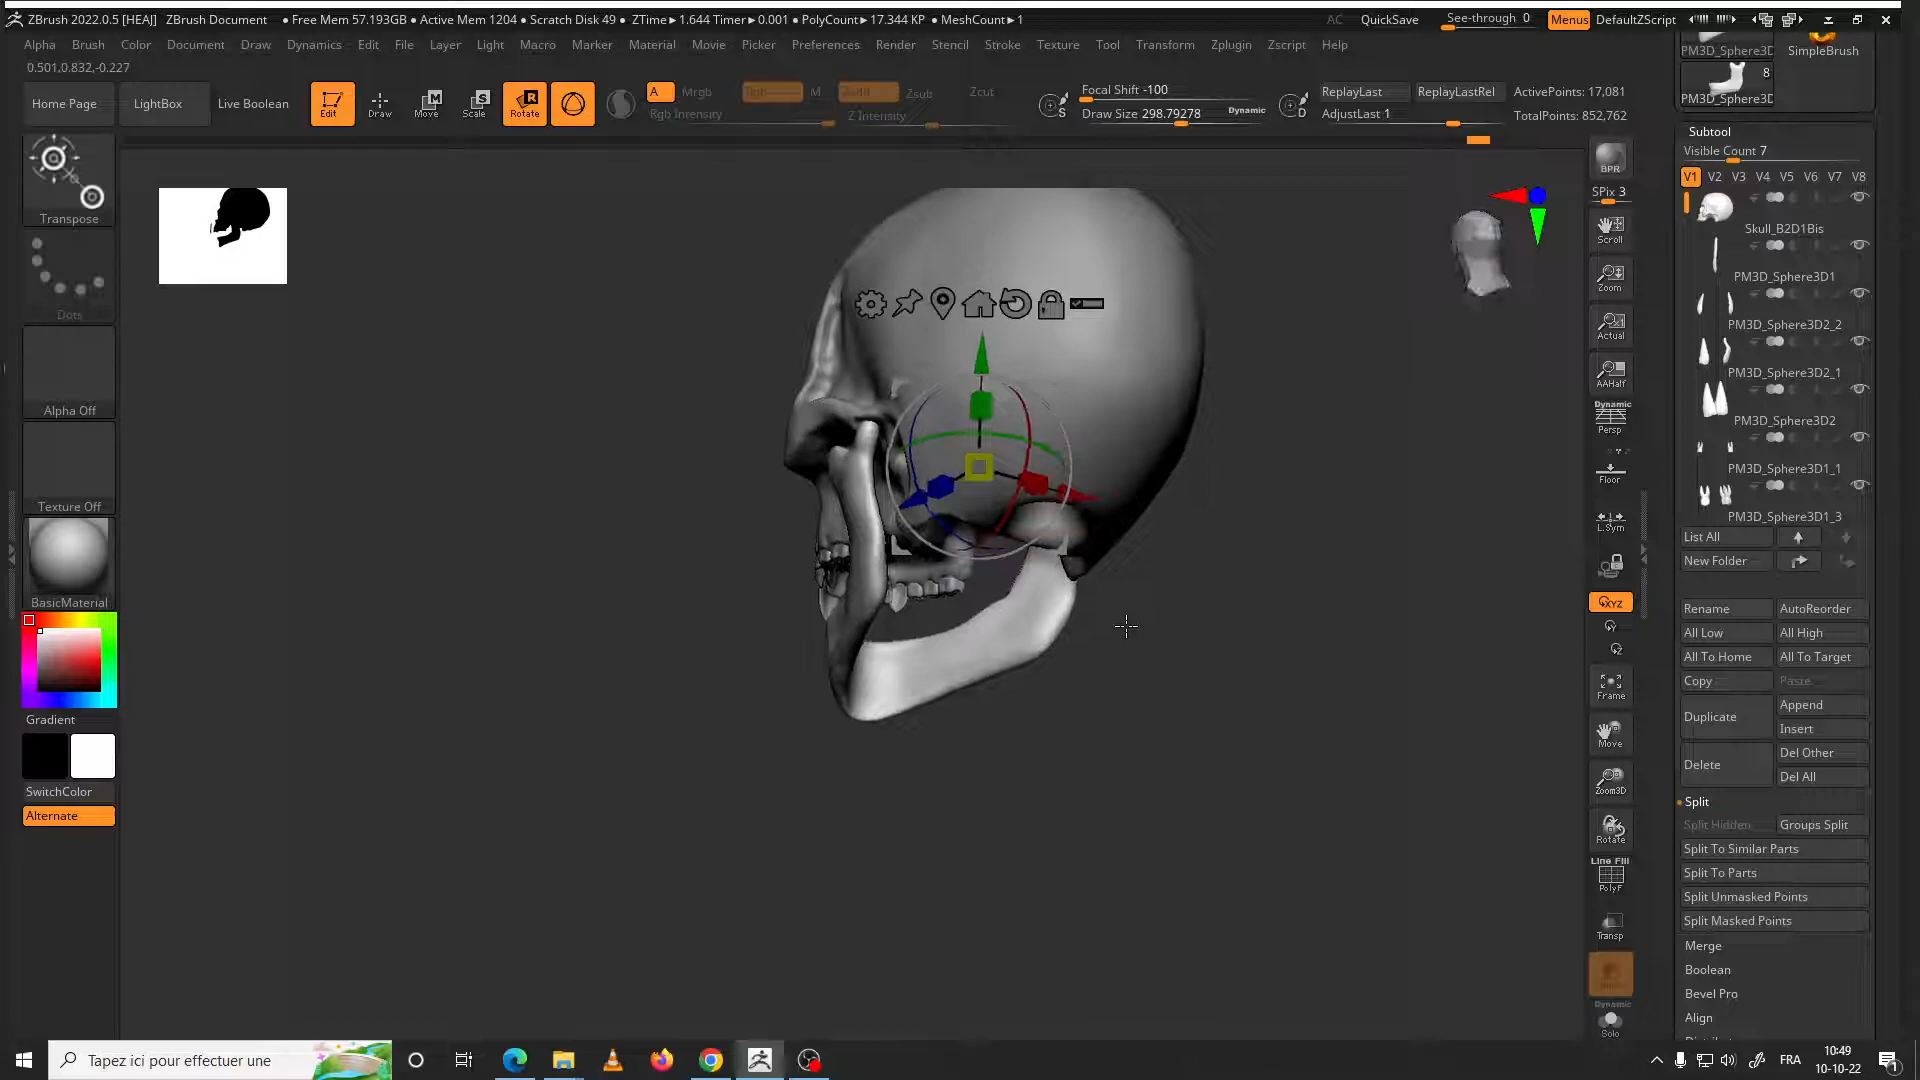 ZBrush 2022.0.5 [HEAJ] ZBrush Document • Free Mem 57.193GB • Active Mem 1204 • Scratch Disk 49 • ZTime►1.644 Timer►0.001 • PolyCount►17.344 KP • MeshCount►1 AC QuickSave See-through 0 Menus DefaultZScript
Alpha Brush Color Document Draw Dynamics Edit File Layer Light Macro Marker Material Movie Picker Preferences Render Stencil Stroke Texture Tool Transform Zplugin Zscript Help
0.501,0.832,-0.227
Home Page LightBox Live Boolean Edit Draw Move Scale Rotate A Mrgb M Zsub Zcut
Rgb Intensity Z Intensity
Focal Shift -100
Draw Size 298.79278 Dynamic
S D
ReplayLast ReplayLastRel ActivePoints: 17,081
AdjustLast 1 TotalPoints: 852,762
Transpose
Dots
Alpha Off
Texture Off
BasicMaterial
Gradient
SwitchColor
Alternate
BPR
SPix 3
Scroll
Zoom
Actual
AAHalf
Dynamic
Persp
Floor
L.Sym
XYZ
Y
Z
Frame
Move
Zoom3D
Rotate
Line Fill
PolyF
Transp
Dynamic
Solo
PM3D_Sphere3D SimpleBrush
8
PM3D_Sphere3D
Subtool
Visible Count 7
V1 V2 V3 V4 V5 V6 V7 V8
Skull_B2D1Bis
PM3D_Sphere3D1
PM3D_Sphere3D2_2
PM3D_Sphere3D2_1
PM3D_Sphere3D2
PM3D_Sphere3D1_1
PM3D_Sphere3D1_3
List All
New Folder
Rename AutoReorder
All Low All High
All To Home All To Target
Copy Paste
Duplicate Append
Insert
Delete Del Other
Del All
Split
Split Hidden Groups Split
Split To Similar Parts
Split To Parts
Split Unmasked Points
Split Masked Points
Merge
Boolean
Bevel Pro
Align
Tapez ici pour effectuer une
FRA
10:49
10-10-22
1